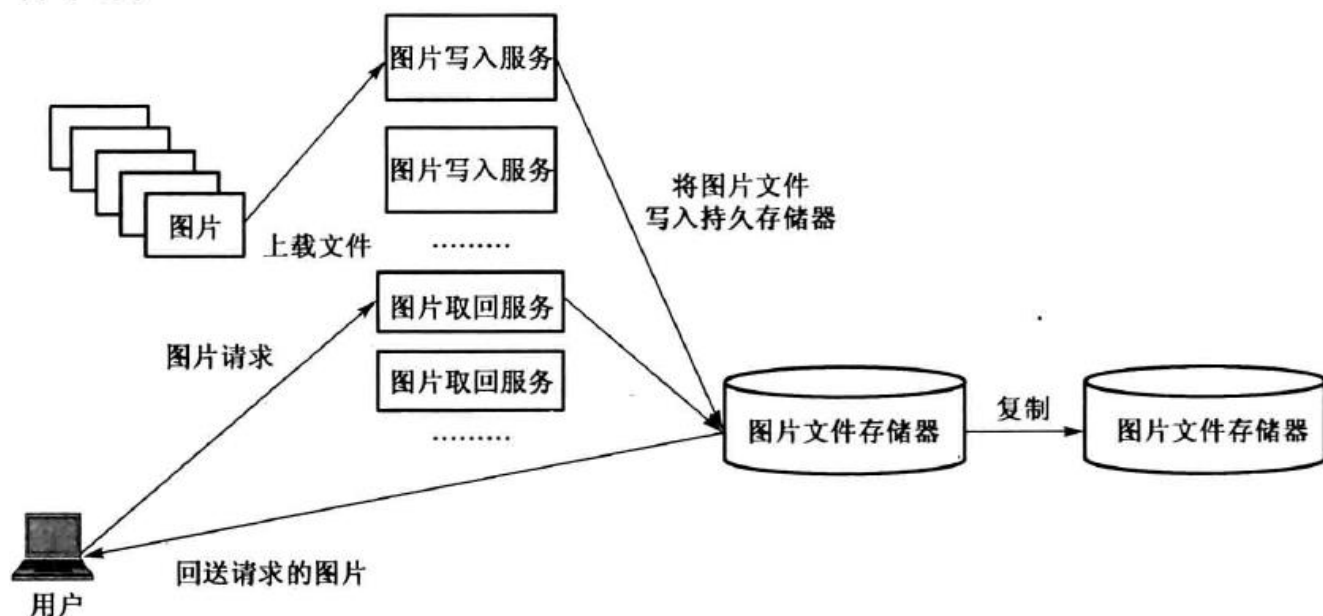 图片写入服务
图片写入服务
将图片文件
写入持久存储器
图片
上载文件
………
图片取回服务
图片请求
图片取回服务
………
图片文件存储器
复制
图片文件存储器
回送请求的图片
用户